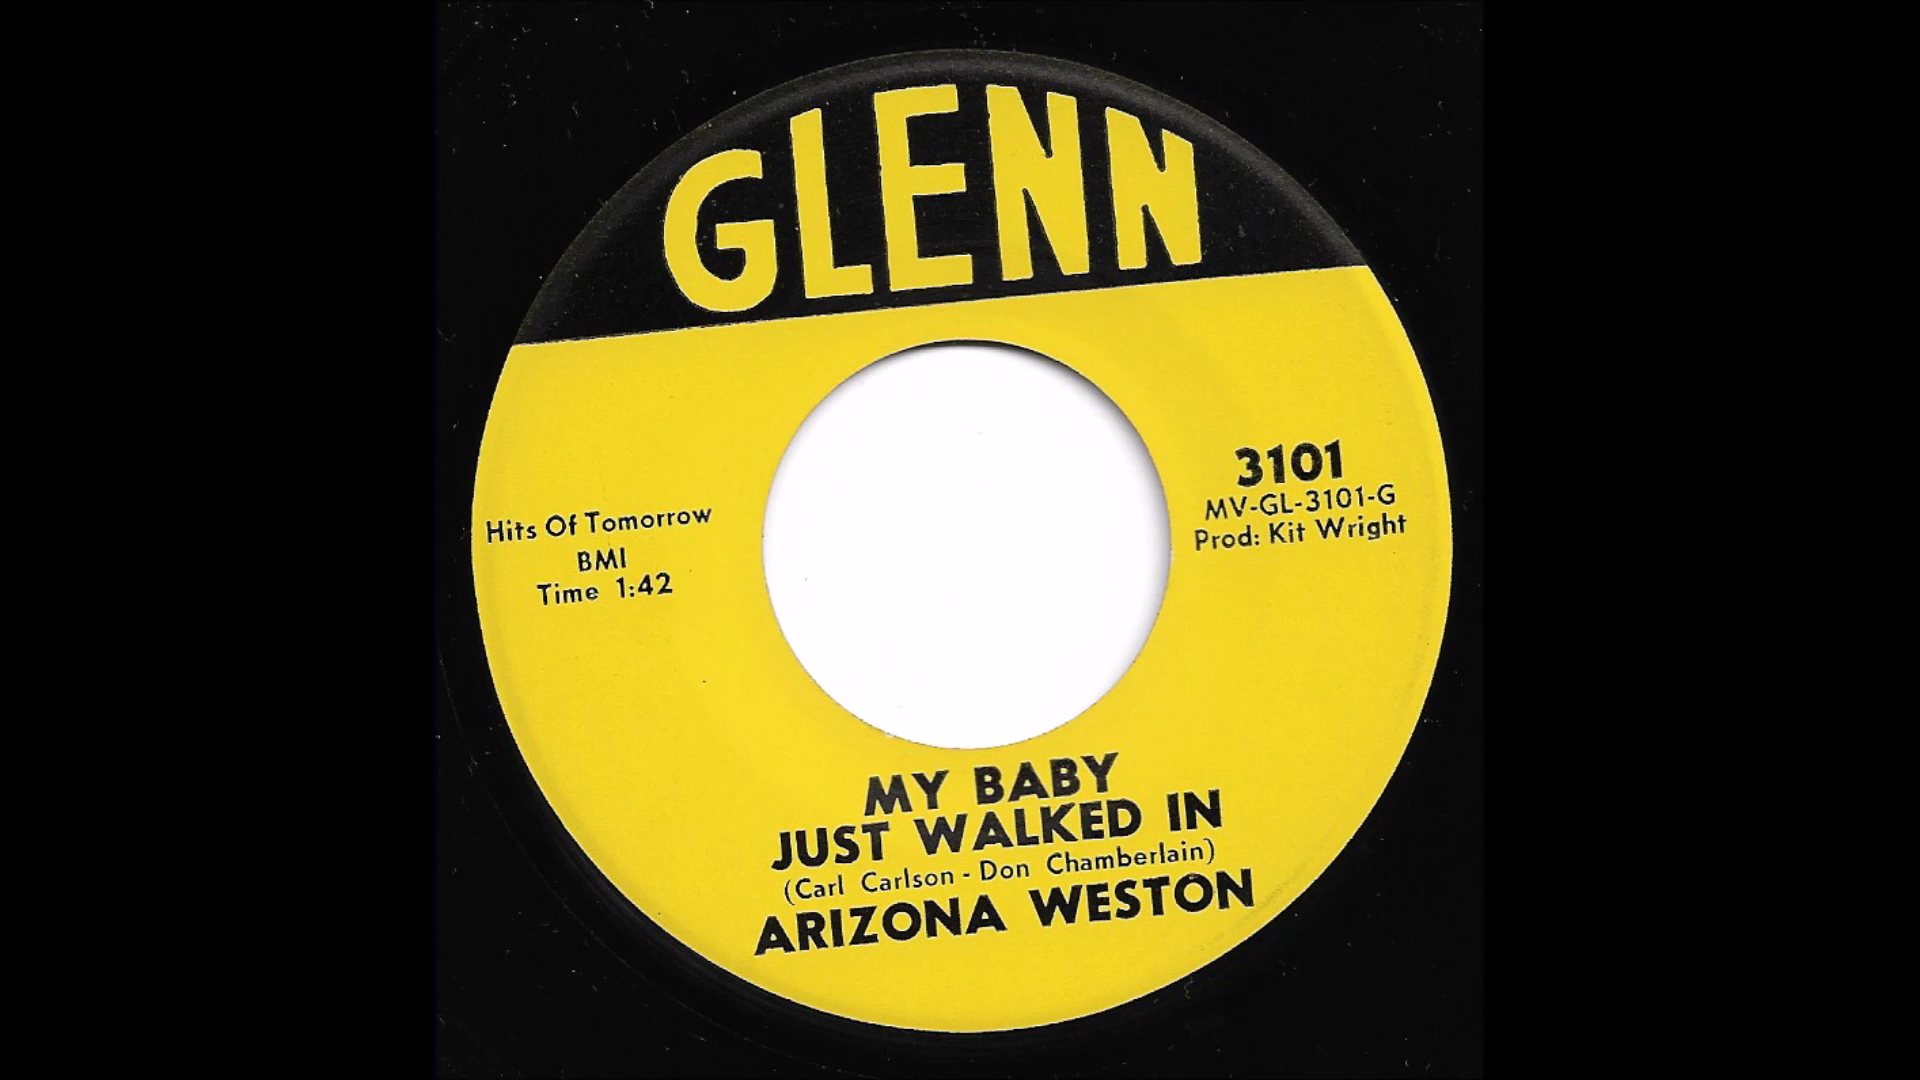 GLENN
Hits Of Tomorrow
BMI
Time 1:42
3101
MV-GL-3101-G
Prod: Kit Wright
MY BABY
JUST WALKED IN
(Carl Carlson - Don Chamberlain)
ARIZONA WESTON